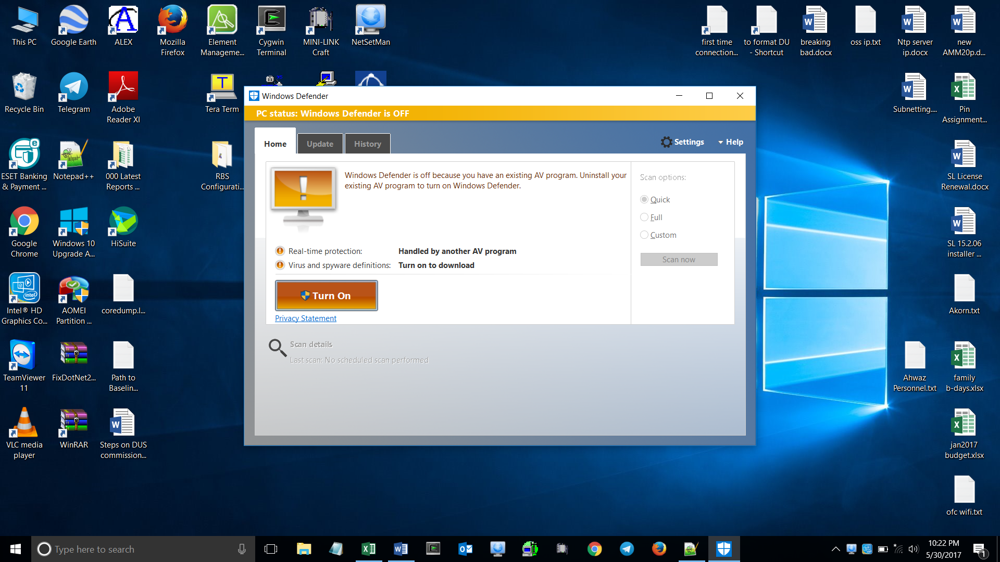 This PC
Google Earth
ALEX
Mozilla
Firefox
Element
Manageme...
Cygwin
Terminal
MINI-LINK
Craft
NetSetMan
first time
connection...
to format DU
- Shortcut
breaking
bad.docx
oss ip.txt
Ntp server
ip.docx
new
AMM20p.d...
Recycle Bin
Telegram
Adobe
Reader XI
Tera Term
Subnetting....
Pin
Assignment...
Windows Defender
PC status: Windows Defender is OFF
Home
Update
History
Settings
Help
Windows Defender is off because you have an existing AV program. Uninstall your
existing AV program to turn on Windows Defender.
Scan options:
Quick
Full
Custom
Scan now
Real-time protection:
Handled by another AV program
Virus and spyware definitions:
Turn on to download
Turn On
Privacy Statement
Scan details
Last scan: No scheduled scan performed
ESET Banking
& Payment ...
Notepad++
000 Latest
Reports ...
RBS
Configurati...
SL License
Renewal.docx
Google
Chrome
Windows 10
Upgrade A...
HiSuite
SL 15.2.06
installer ...
intel
Intel® HD
Graphics Co...
AOMEI
Partition ...
coredump.l...
Akorn.txt
TeamViewer
11
FixDotNet2...
Path to
Baselin...
Ahwaz
Personnel.txt
family
b-days.xlsx
VLC media
player
WinRAR
Steps on DUS
commission...
jan2017
budget.xlsx
ofc wifi.txt
Type here to search
10:22 PM
5/30/2017
1